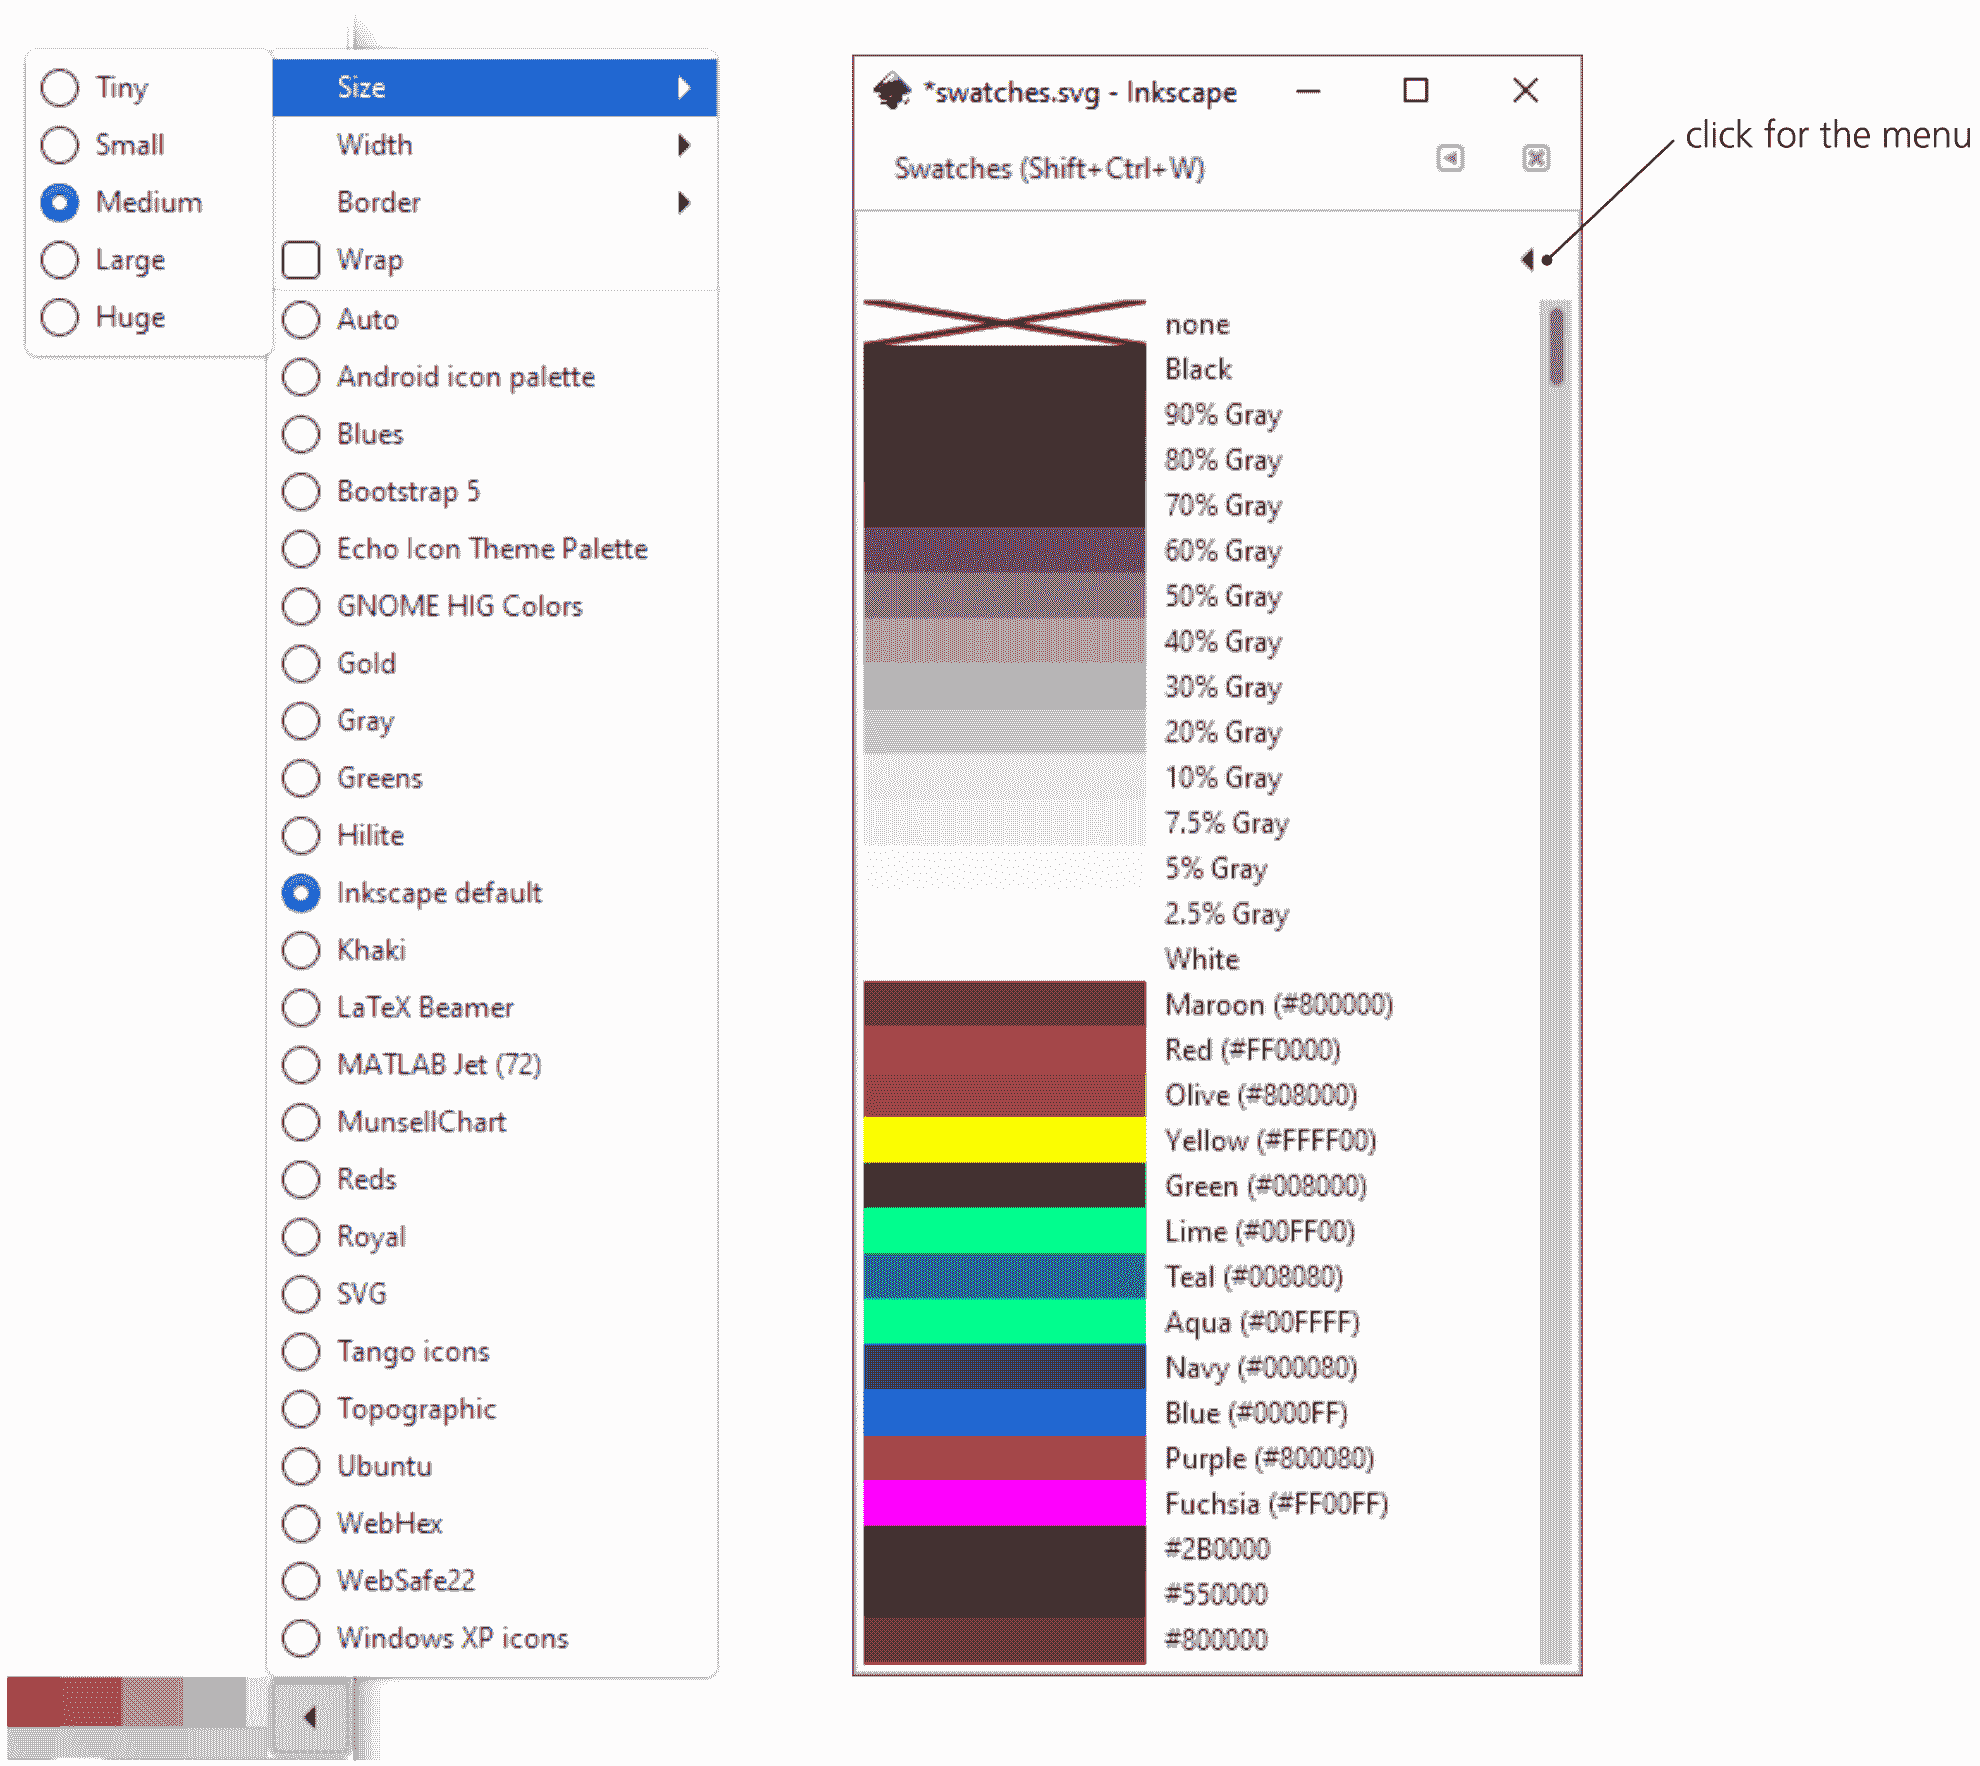 Tiny
Small
Medium
Large
Huge
Size
Width
Border
Wrap
Auto
Android icon palette
Blues
Bootstrap 5
Echo Icon Theme Palette
GNOME HIG Colors
Gold
Gray
Greens
Hilite
Inkscape default
Khaki
LaTeX Beamer
MATLAB Jet (72)
MunsellChart
Reds
Royal
SVG
Tango icons
Topographic
Ubuntu
WebHex
WebSafe22
Windows XP icons
*swatches.svg - Inkscape
Swatches (Shift+Ctrl+W)
click for the menu
none
Black
90% Gray
80% Gray
70% Gray
60% Gray
50% Gray
40% Gray
30% Gray
20% Gray
10% Gray
7.5% Gray
5% Gray
2.5% Gray
White
Maroon (#800000)
Red (#FF0000)
Olive (#808000)
Yellow (#FFFF00)
Green (#008000)
Lime (#00FF00)
Teal (#008080)
Aqua (#00FFFF)
Navy (#000080)
Blue (#0000FF)
Purple (#800080)
Fuchsia (#FF00FF)
#2B0000
#550000
#800000